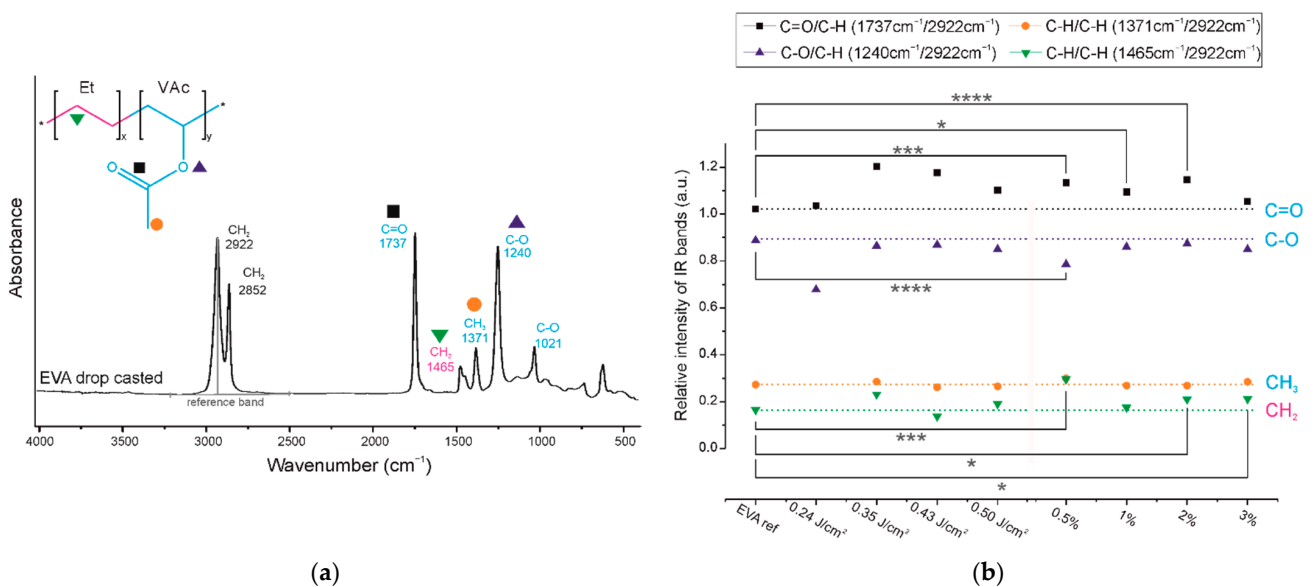 Et
VAc
*
*
x
y
O
O
CH₂
2922
CH₂
2852
C=O
1737
C-O
1240
CH₃
1371
CH₂
1465
C-O
1021
EVA drop casted
reference band
Absorbance
4000 3500 3000 2500 2000 1500 1000 500
Wavenumber (cm⁻¹)
(a)
C=O/C-H (1737cm⁻¹/2922cm⁻¹)
C-H/C-H (1371cm⁻¹/2922cm⁻¹)
C-O/C-H (1240cm⁻¹/2922cm⁻¹)
C-H/C-H (1465cm⁻¹/2922cm⁻¹)
****
*
***
****
***
*
*
Relative intensity of IR bands (a.u.)
1.2
1.0
0.8
0.6
0.4
0.2
0.0
C=O
C-O
CH₃
CH₂
EVA ref
0.24 J/cm²
0.35 J/cm²
0.43 J/cm²
0.50 J/cm²
0.5%
1%
2%
3%
(b)